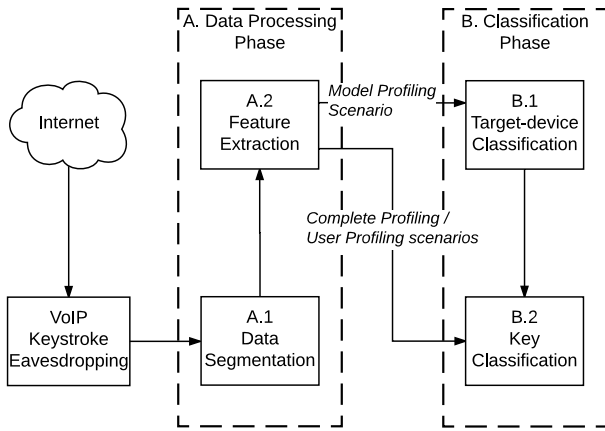 A. Data Processing
Phase
B. Classification
Phase
Internet
A.2
Feature
Extraction
Model Profiling
Scenario
B.1
Target-device
Classification
Complete Profiling /
User Profiling scenarios
VoIP
Keystroke
Eavesdropping
A.1
Data
Segmentation
B.2
Key
Classification